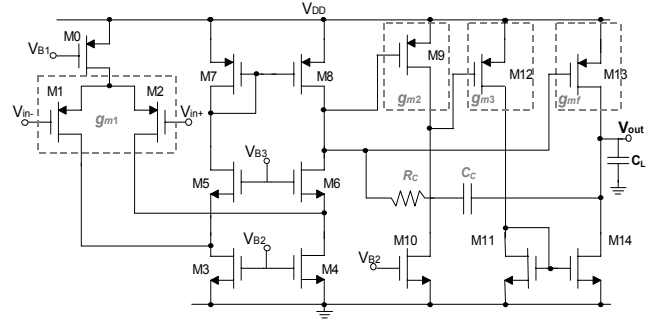 VDD
M0
VB1
M7
M8
M9
M12
M13
gm2
gm3
gmf
M1
M2
gm1
Vin-
Vin+
Vout
CL
VB3
M5
M6
RC
CC
VB2
M3
M4
M10
VB2
M11
M14